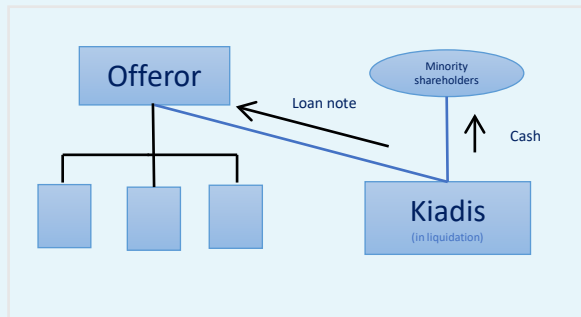 Offeror
Minority
shareholders
Loan note
Cash
Kiadis
(in liquidation)